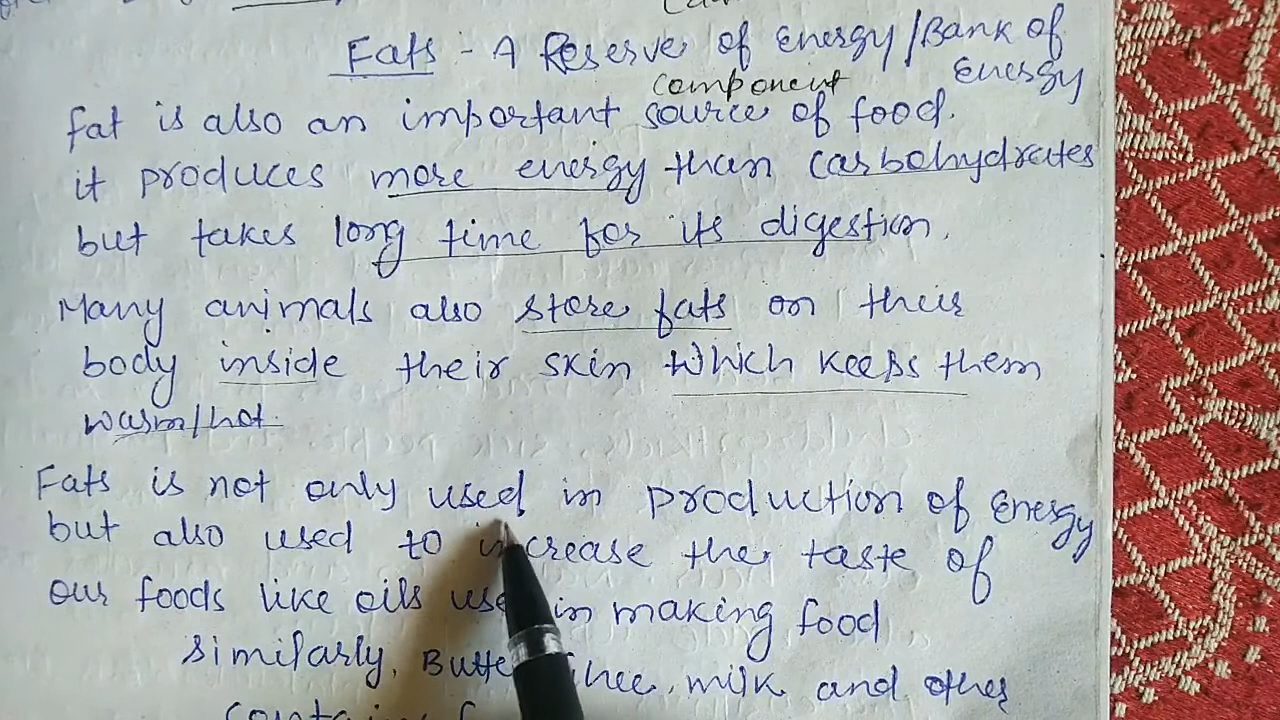 Fats - A Reserve of Energy/Bank of
Energy
component
fat is also an important source of food.
it produces more energy than carbohydrates
but takes long time for its digestion.
Many animals also store fats on their
body inside their skin which keeps them
warm/hot
Fats is not only used in production of Energy
but also used to increase the taste of
our foods like oils in making food
similarly, milk and other